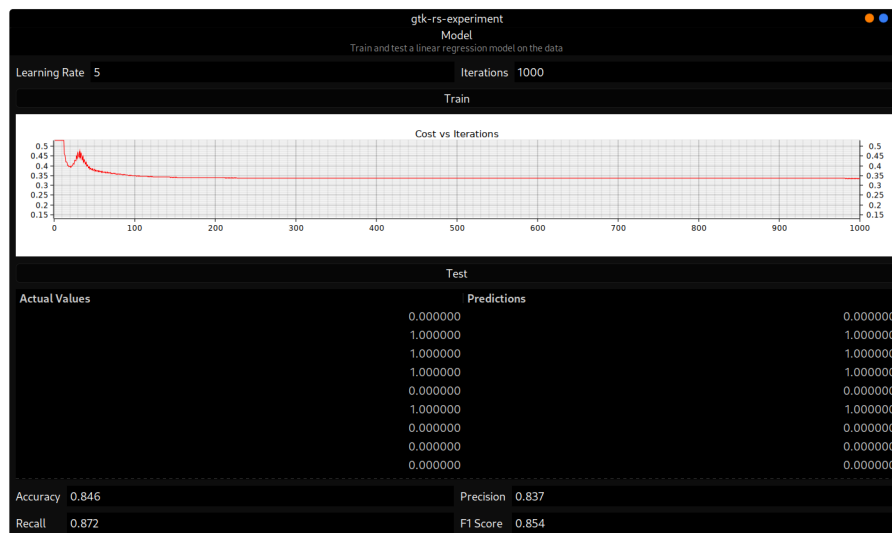 gtk-rs-experiment
Model
Train and test a linear regression model on the data
Learning Rate 5 Iterations 1000
Train
Cost vs Iterations
0.5 0.5
0.45 0.45
0.4 0.4
0.35 0.35
0.3 0.3
0.25 0.25
0.2 0.2
0.15 0.15
0 100 200 300 400 500 600 700 800 900 1000
Test
Actual Values Predictions
0.000000 0.000000
1.000000 1.000000
1.000000 1.000000
1.000000 1.000000
0.000000 0.000000
1.000000 1.000000
0.000000 0.000000
0.000000 0.000000
0.000000 0.000000
Accuracy 0.846 Precision 0.837
Recall 0.872 F1 Score 0.854